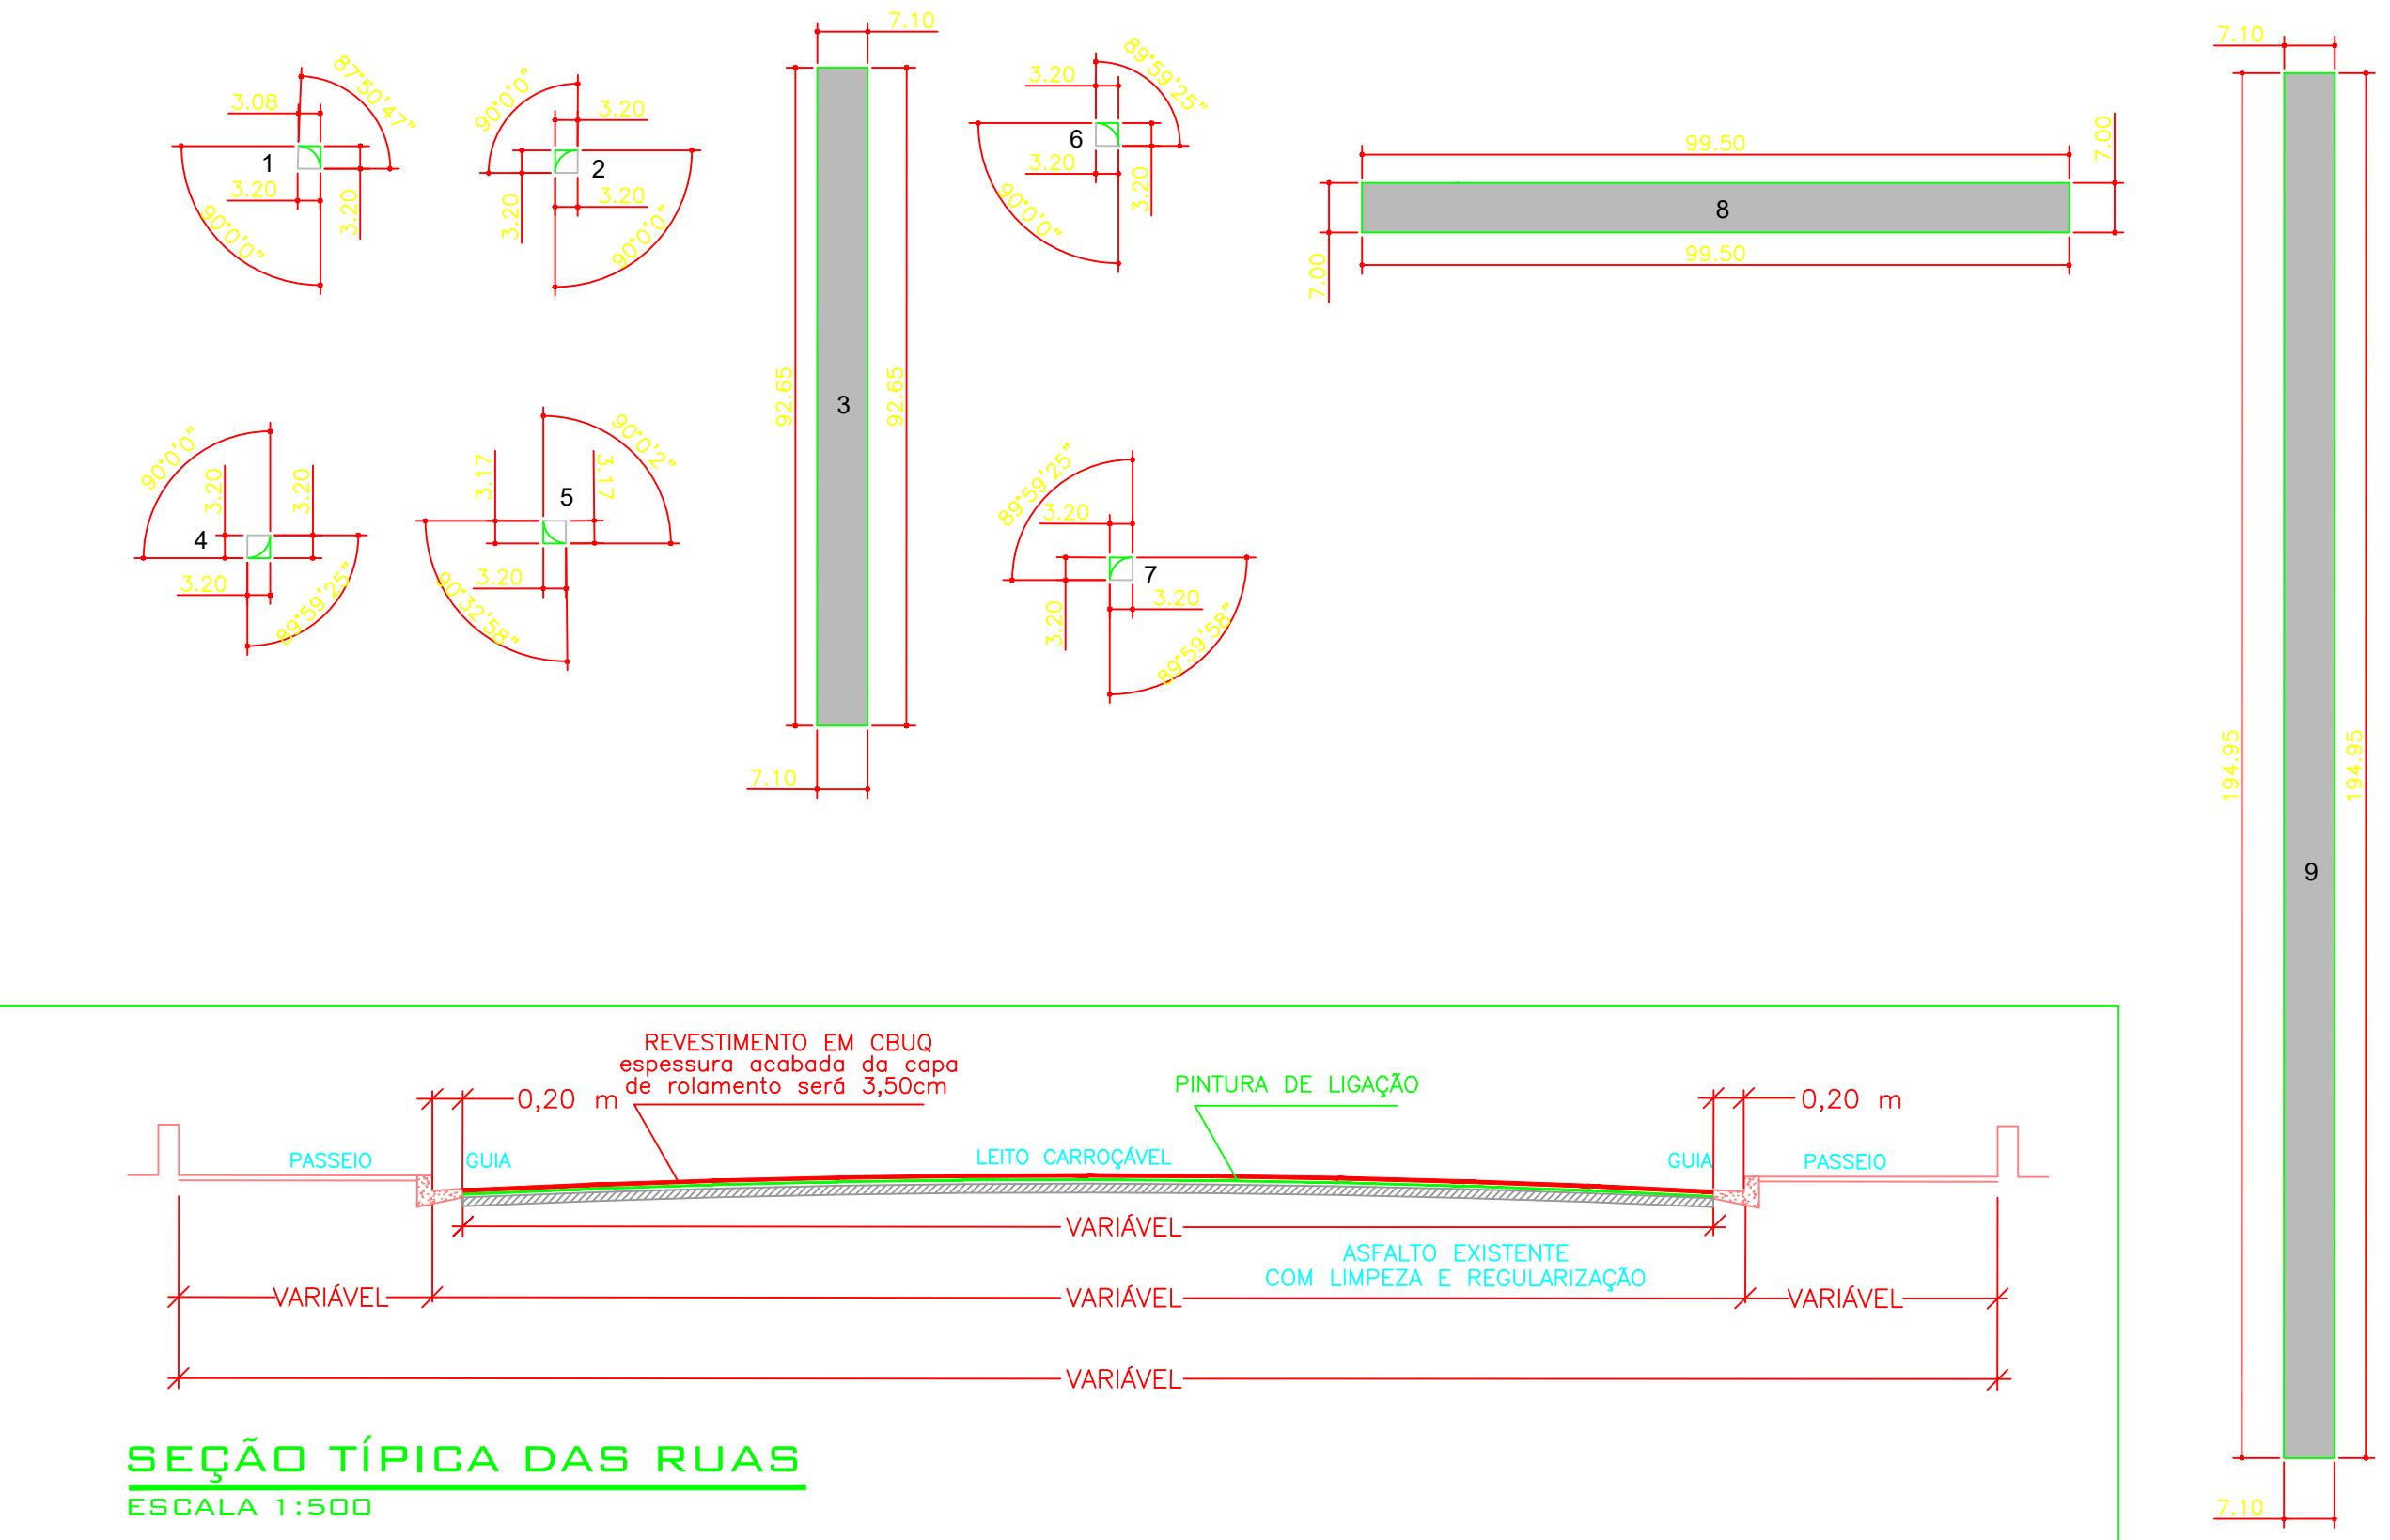 7.10
87°50'47"
3.08
1
3.20
3.20
90°0'0"
90°0'0"
3.20
2
3.20
3.20
90°0'0"
92.65
3
92.65
7.10
89°59'25"
3.20
6
3.20
3.20
90°0'0"
99.50
7.00
8
99.50
7.00
7.10
194.95
9
194.95
7.10
90°0'0"
3.20
3.20
4
3.20
89°59'25"
90°0'2"
3.17
3.17
5
3.20
90°32'58"
89°59'25"
3.20
7
3.20
3.20
89°59'58"
REVESTIMENTO EM CBUQ
espessura acabada da capa
de rolamento será 3,50cm
0,20 m
PINTURA DE LIGAÇÃO
0,20 m
PASSEIO
GUIA
LEITO CARROÇÁVEL
GUIA
PASSEIO
VARIÁVEL
ASFALTO EXISTENTE
COM LIMPEZA E REGULARIZAÇÃO
VARIÁVEL
VARIÁVEL
VARIÁVEL
VARIÁVEL
SEÇÃO TÍPICA DAS RUAS
ESCALA 1:500